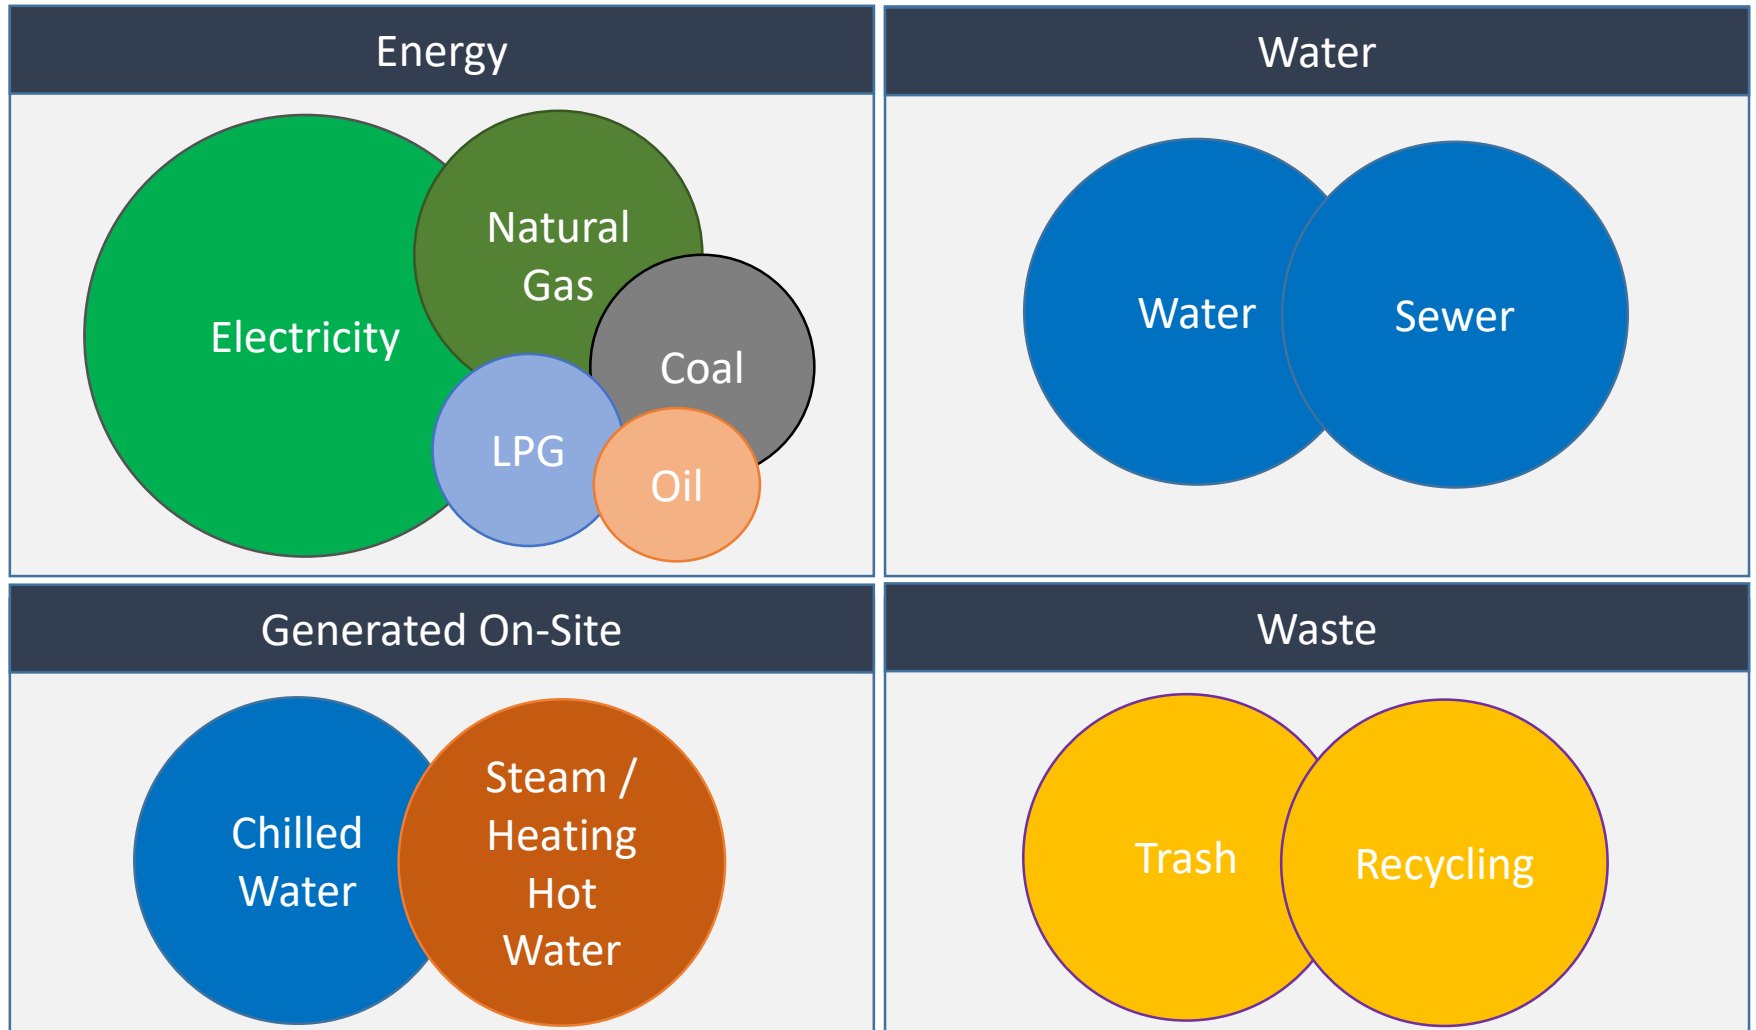 Energy
Electricity
Natural
Gas
Coal
LPG
Oil
Water
Water
Sewer
Generated On-Site
Chilled
Water
Steam /
Heating
Hot
Water
Waste
Trash
Recycling